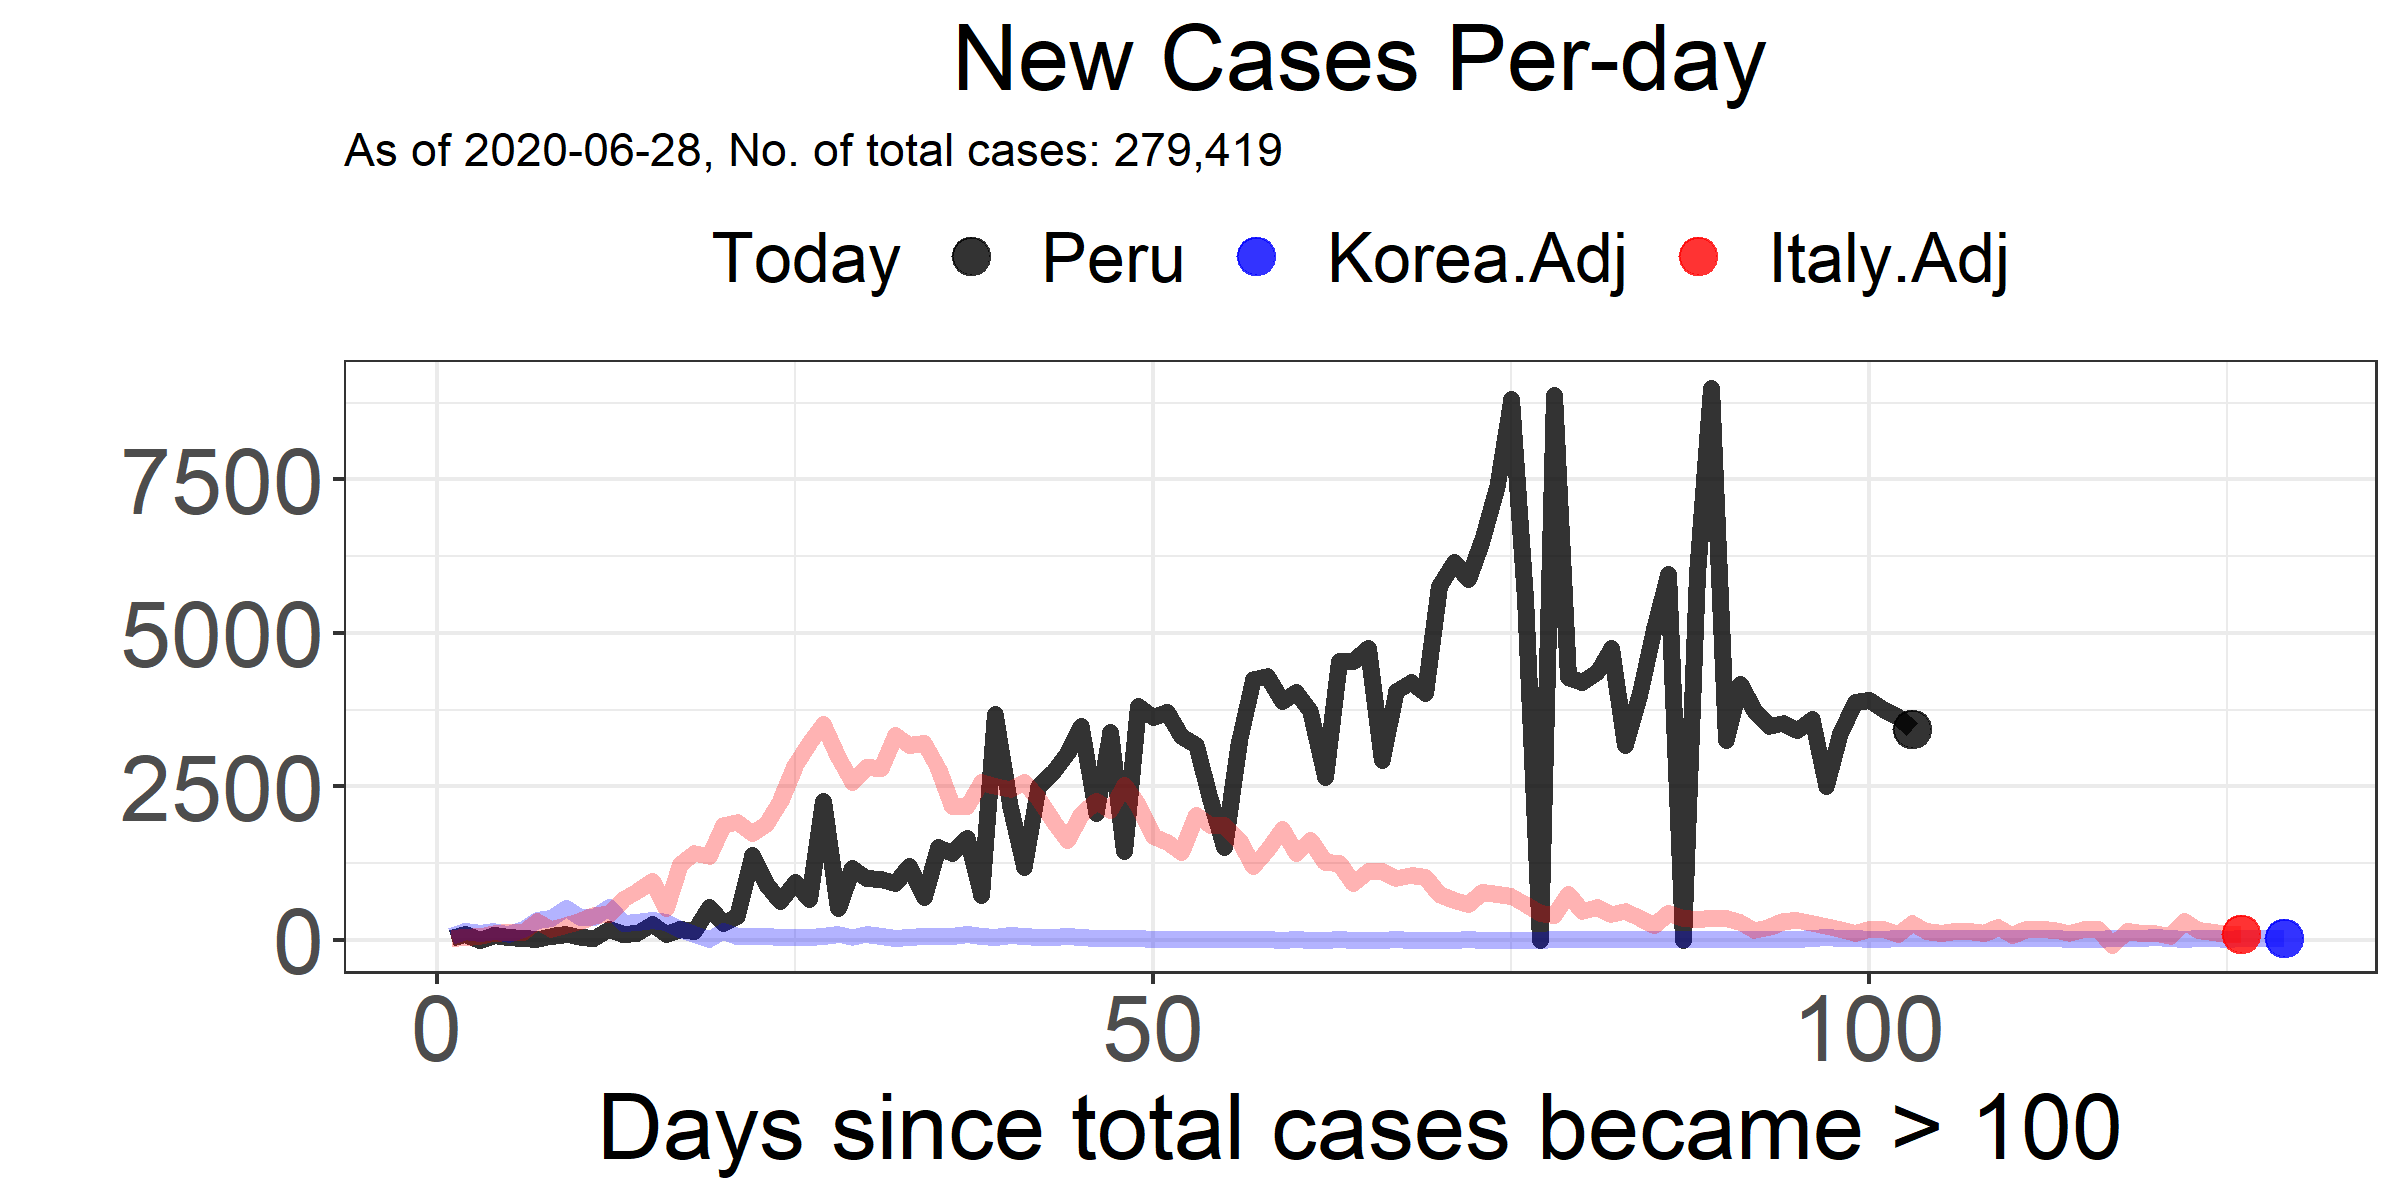 New Cases Per-day
As of 2020-06-28, No. of total cases: 279,419
Today Peru Korea.Adj Italy.Adj
7500
5000
2500
0
0 50 100
Days since total cases became > 100